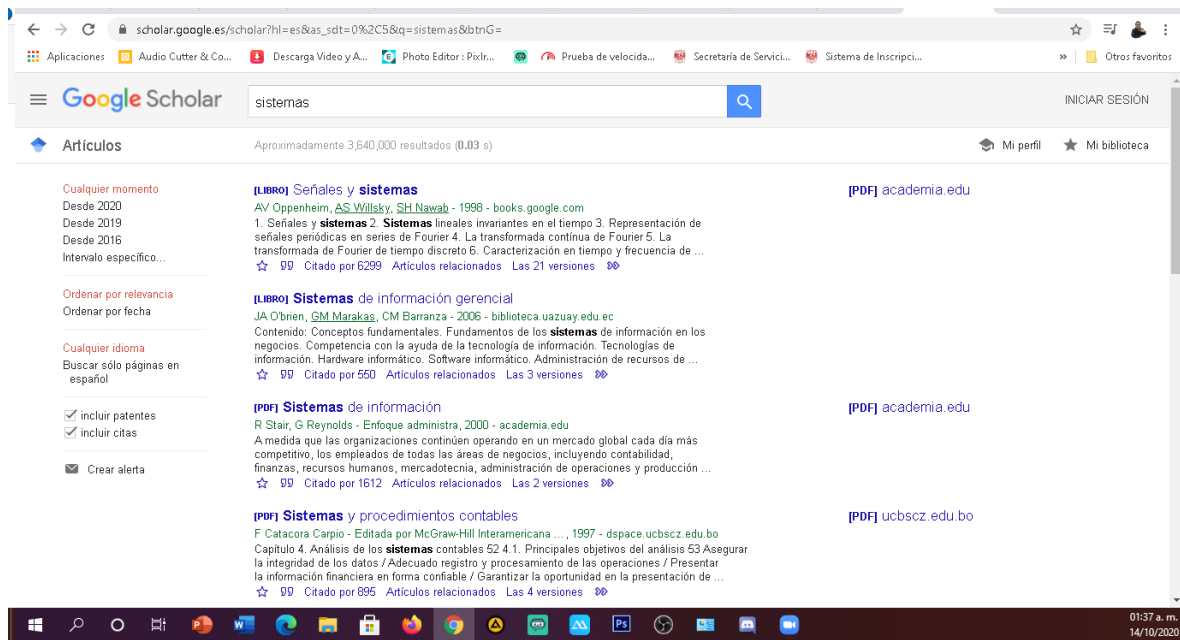 scholar.google.es/scholar?hl=es&as_sdt=0%2C5&q=sistemas&btnG=
Aplicaciones Audio Cutter & Co... Descarga Video y A... Photo Editor : Pixlr... Prueba de velocida... Secretaría de Servici... Sistema de Inscripci... » Otros favoritos
Google Scholar sistemas INICIAR SESIÓN
Artículos Aproximadamente 3,640,000 resultados (0.03 s) Mi perfil Mi biblioteca
Cualquier momento
Desde 2020
Desde 2019
Desde 2016
Intervalo específico...
Ordenar por relevancia
Ordenar por fecha
Cualquier idioma
Buscar sólo páginas en
español
incluir patentes
incluir citas
Crear alerta
[LIBRO] Señales y sistemas
AV Oppenheim, AS Willsky, SH Nawab - 1998 - books.google.com
1. Señales y sistemas 2. Sistemas lineales invariantes en el tiempo 3. Representación de
señales periódicas en series de Fourier 4. La transformada contínua de Fourier 5. La
transformada de Fourier de tiempo discreto 6. Caracterización en tiempo y frecuencia de ...
Citado por 6299 Artículos relacionados Las 21 versiones
[PDF] academia.edu
[LIBRO] Sistemas de información gerencial
JA O'brien, GM Marakas, CM Barranza - 2006 - biblioteca.uazuay.edu.ec
Contenido: Conceptos fundamentales. Fundamentos de los sistemas de información en los
negocios. Competencia con la ayuda de la tecnología de información. Tecnologías de
información. Hardware informático. Software informático. Administración de recursos de ...
Citado por 550 Artículos relacionados Las 3 versiones
[PDF] Sistemas de información
R Stair, G Reynolds - Enfoque administra, 2000 - academia.edu
A medida que las organizaciones continúen operando en un mercado global cada día más
competitivo, los empleados de todas las áreas de negocios, incluyendo contabilidad,
finanzas, recursos humanos, mercadotecnia, administración de operaciones y producción ...
Citado por 1612 Artículos relacionados Las 2 versiones
[PDF] academia.edu
[PDF] Sistemas y procedimientos contables
F Catacora Carpio - Editada por McGraw-Hill Interamericana ..., 1997 - dspace.ucbscz.edu.bo
Capítulo 4. Análisis de los sistemas contables 52 4.1. Principales objetivos del análisis 53 Asegurar
la integridad de los datos / Adecuado registro y procesamiento de las operaciones / Presentar
la información financiera en forma confiable / Garantizar la oportunidad en la presentación de ...
Citado por 895 Artículos relacionados Las 4 versiones
[PDF] ucbscz.edu.bo
Ps
01:37 a. m.
14/10/2020